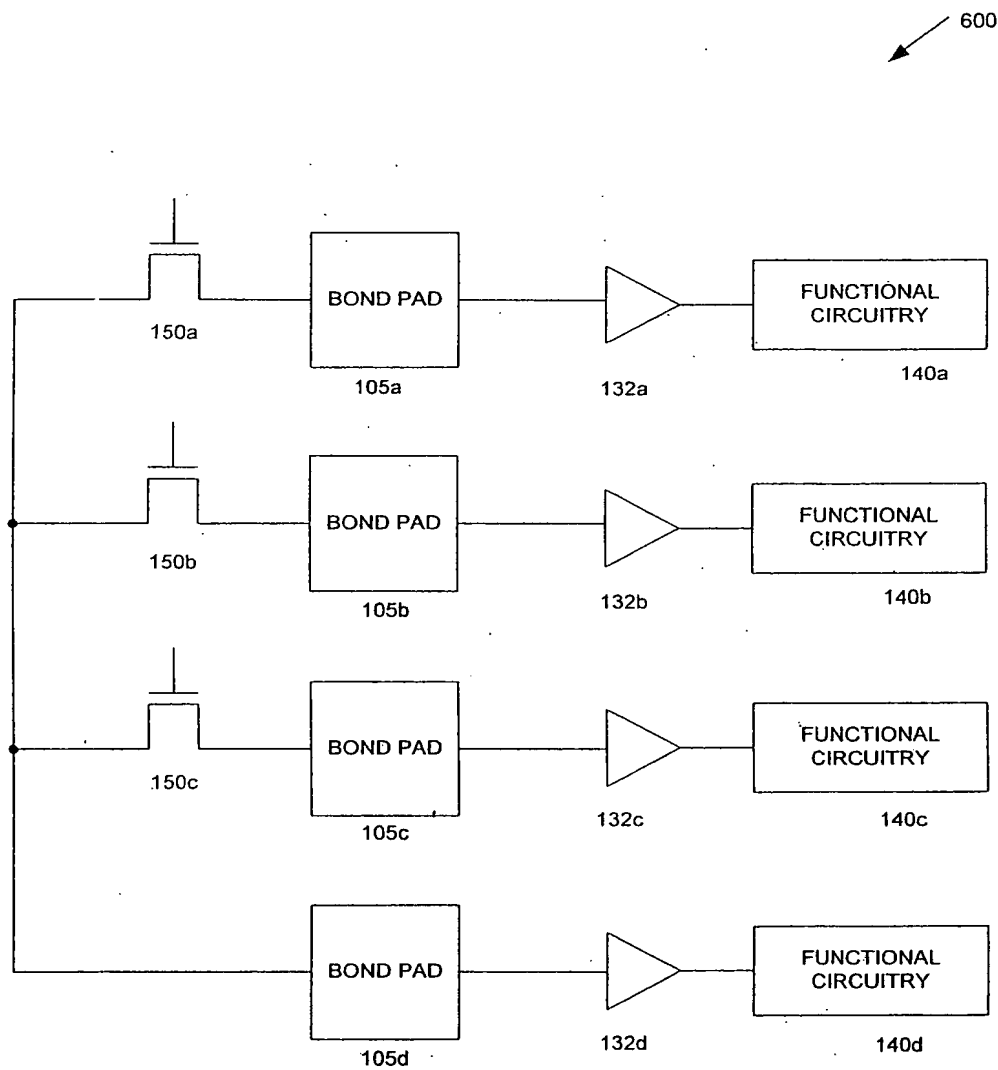 600
BOND PAD
FUNCTIONAL
CIRCUITRY
150a
105a
132a
140a
BOND PAD
FUNCTIONAL
CIRCUITRY
150b
105b
132b
140b
BOND PAD
FUNCTIONAL
CIRCUITRY
150c
105c
132c
140c
BOND PAD
FUNCTIONAL
CIRCUITRY
105d
132d
140d